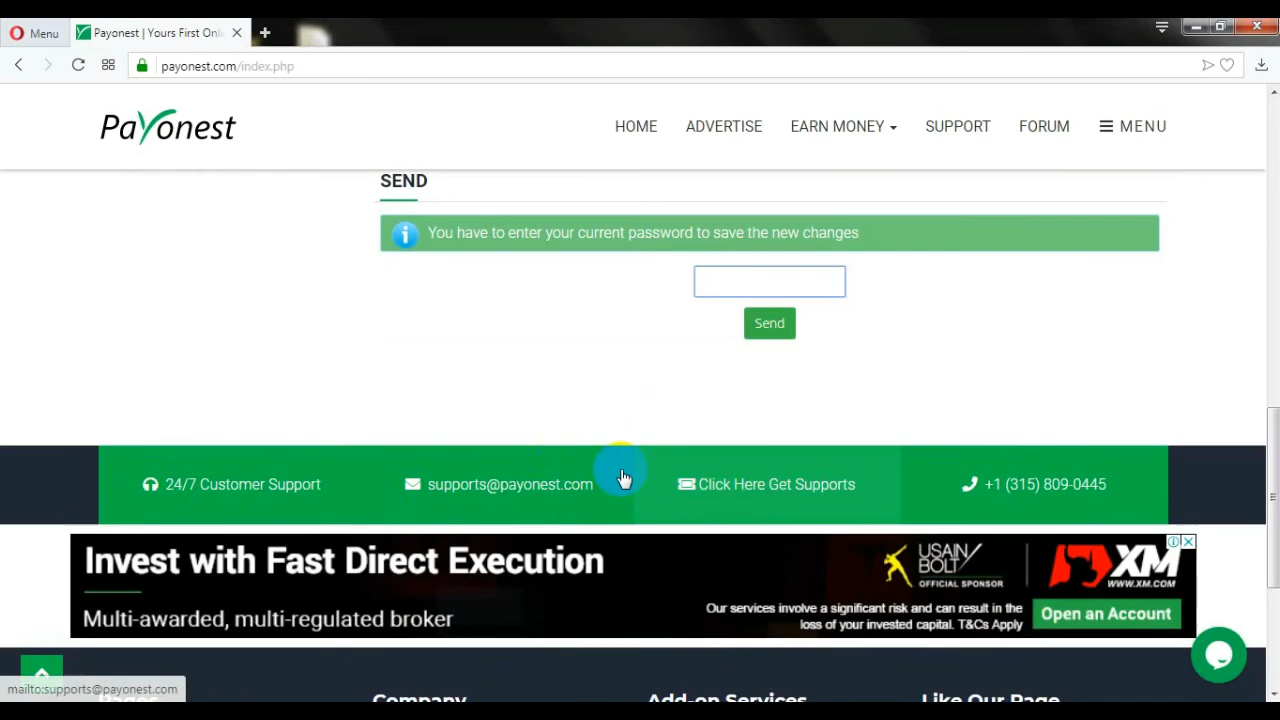 Menu
Payonest | Yours First Onli
payonest.com/index.php
Payonest
HOME
ADVERTISE
EARN MONEY
SUPPORT
FORUM
MENU
SEND
You have to enter your current password to save the new changes
Send
24/7 Customer Support
supports@payonest.com
Click Here Get Supports
+1 (315) 809-0445
Invest with Fast Direct Execution
Multi-awarded, multi-regulated broker
USAIN
BOLT
OFFICIAL SPONSOR
XM
WWW.XM.COM
Our services involve a significant risk and can result in the
loss of your invested capital. T&Cs Apply
Open an Account
mailto:supports@payonest.com
Pages
Company
Add-on Services
Like Our Page